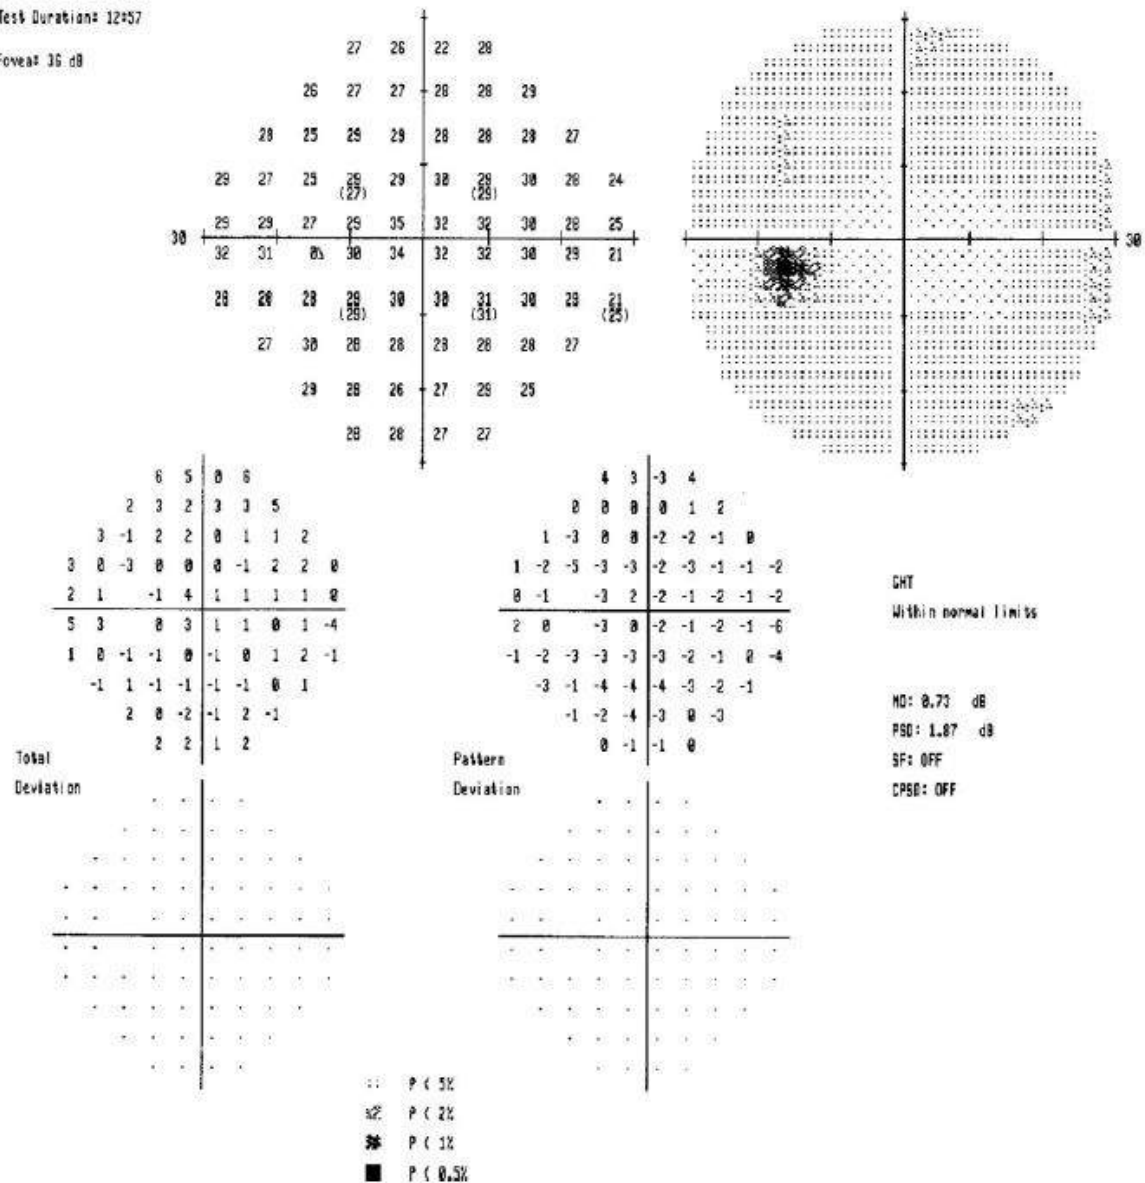 Test Duration: 12:57
Fovea: 36 dB
27 26 22 28
26 27 27 28 28 29
28 25 29 29 28 28 28 27
29 27 25 29 29 30 29 30 28 24
(27) (29)
29 29 27 29 35 32 32 30 28 25
30
30
32 31 0 30 34 32 32 30 29 21
28 28 28 29 30 30 31 30 29 21
(29) (31) (25)
27 30 28 28 28 28 28 27
29 28 26 27 29 25
28 28 27 27
6 5 0 6
2 3 2 3 3 5
3 -1 2 2 0 1 1 2
3 0 -3 0 0 0 -1 2 2 0
2 1 -1 4 1 1 1 1 0
5 3 0 3 1 1 0 1 -4
1 0 -1 -1 0 -1 0 1 2 -1
-1 1 -1 -1 -1 -1 0 1
2 0 -2 -1 2 -1
2 2 1 2
Total
Deviation
4 3 -3 4
0 0 0 0 1 2
1 -3 0 0 -2 -2 -1 0
1 -2 -5 -3 -3 -2 -3 -1 -1 -2
0 -1 -3 2 -2 -1 -2 -1 -2
2 0 -3 0 -2 -1 -2 -1 -6
-1 -2 -3 -3 -3 -3 -2 -1 0 -4
-3 -1 -4 -4 -4 -3 -2 -1
-1 -2 -4 -3 0 -3
0 -1 -1 0
Pattern
Deviation
GHT
Within normal limits
MD: 0.73 dB
PSD: 1.87 dB
SF: OFF
CPSD: OFF
P < 5%
P < 2%
P < 1%
P < 0.5%